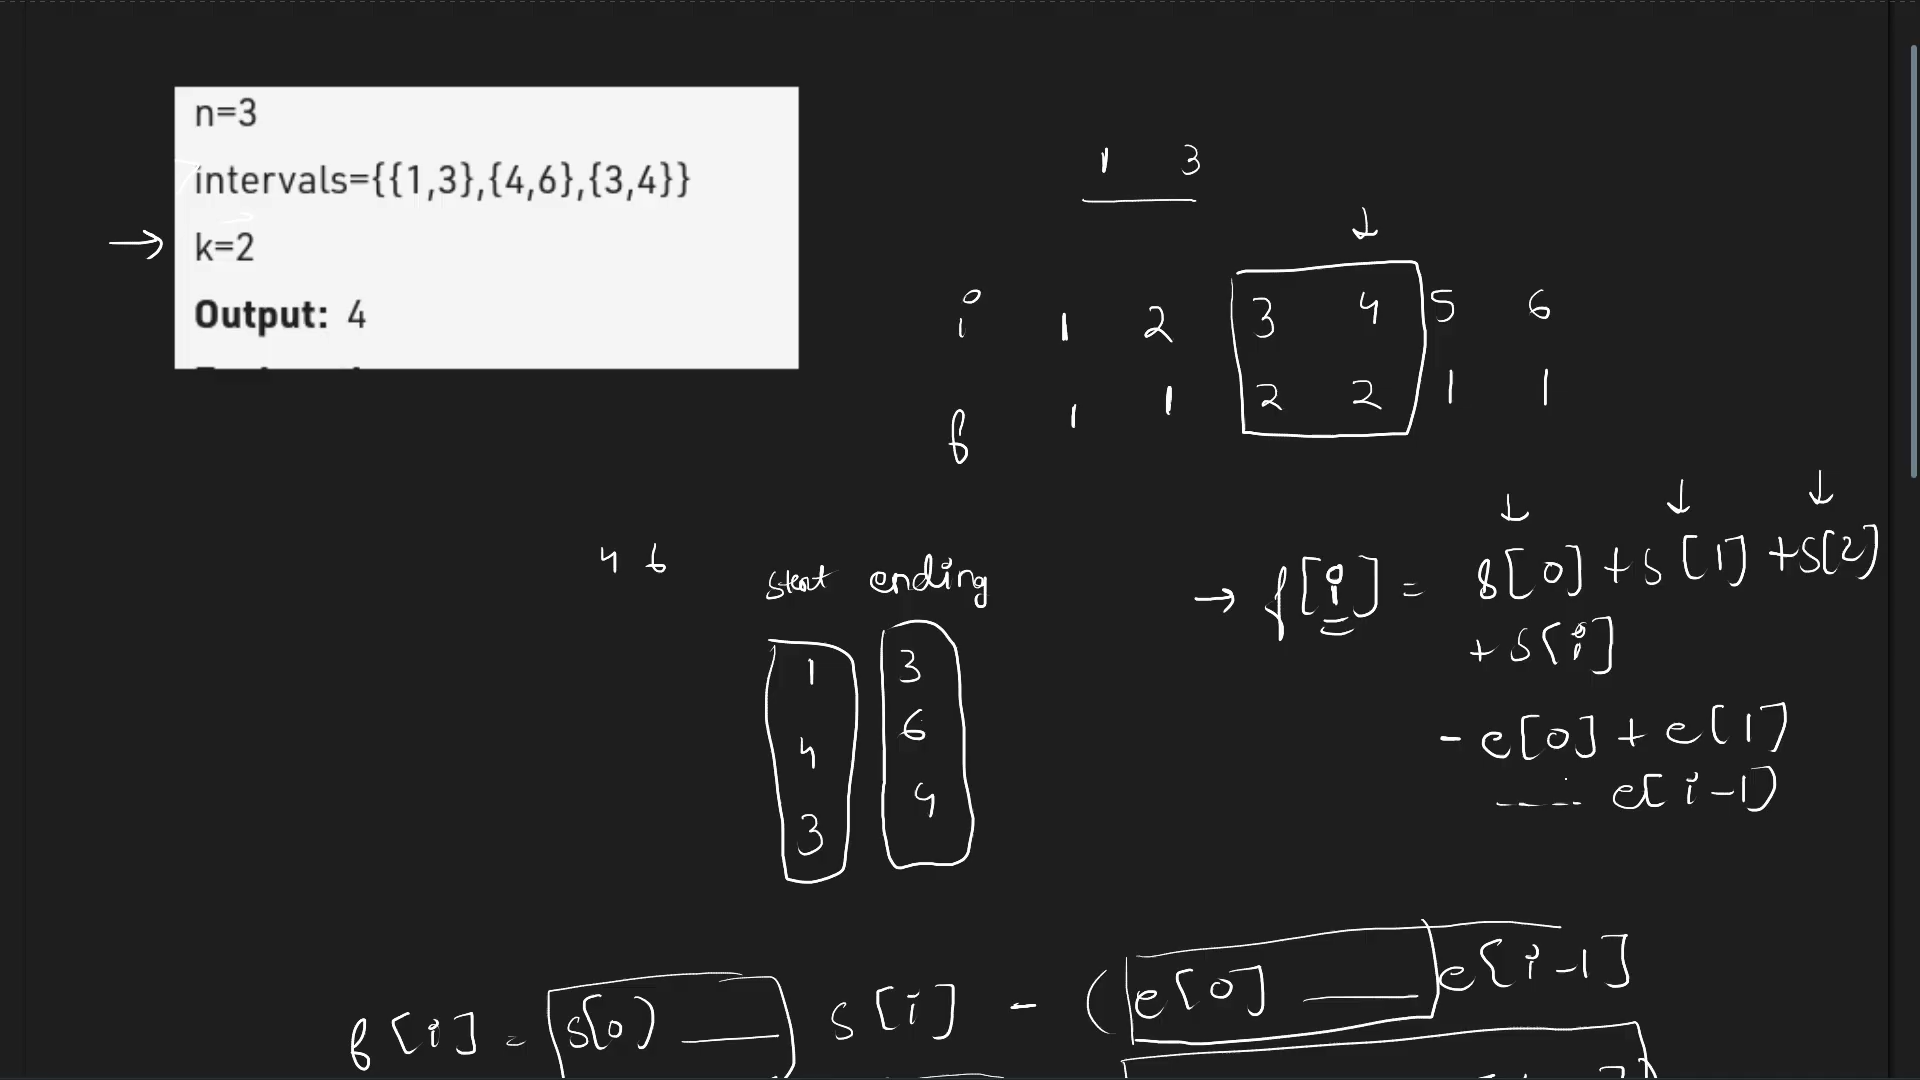 n=3
intervals={{1,3},{4,6},{3,4}}
k=2
Output: 4
1 3
i 1 2 3 4 5 6
f 1 1 2 2 1 1
4 6
start ending
1 3
4 6
3 4
f[i] = s[0] + s[1] + s[2]
+ s[i]
- e[0] + e[1]
e[i-1]
f[i] = s[0] s[i] - ( e[0] e[i-1]